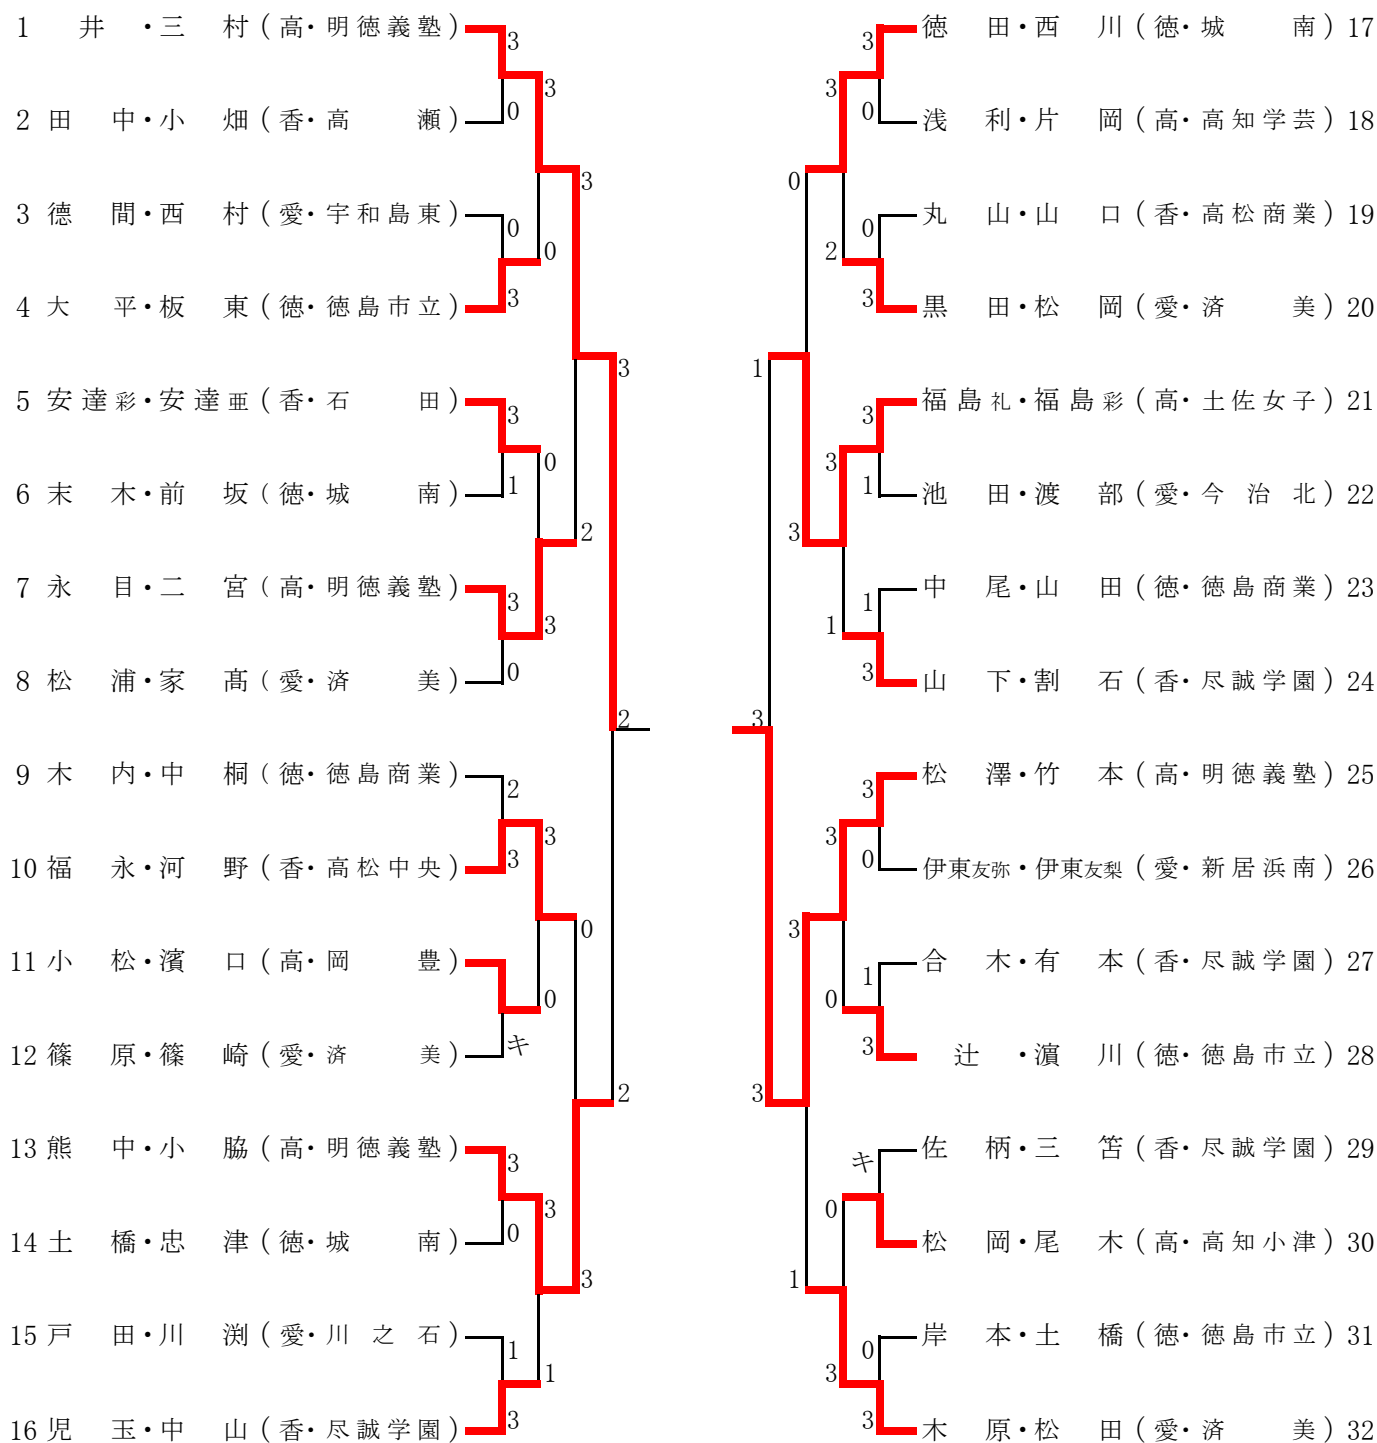 1 井 ・三 村（高・明徳義塾）
2 田 中・小 畑（香・高 瀬）
3 德 間・西 村（愛・宇和島東）
4 大 平・板 東（徳・徳島市立）
5 安達彩・安達亜（香・石 田）
6 末 木・前 坂（徳・城 南）
7 永 目・二 宮（高・明徳義塾）
8 松 浦・家 髙（愛・済 美）
9 木 内・中 桐（徳・徳島商業）
10 福 永・河 野（香・高松中央）
11 小 松・濱 口（高・岡 豊）
12 篠 原・篠 崎（愛・済 美）
13 熊 中・小 脇（高・明徳義塾）
14 土 橋・忠 津（徳・城 南）
15 戸 田・川 渕（愛・川之石）
16 児 玉・中 山（香・尽誠学園）
3
0
0
3
3
1
3
0
2
3
キ
3
0
1
3
3
0
0
3
3
0
3
1
3
2
0
3
3
2
2
3
1
3
0
3
3
1
3
2
3
1
3
0
0
3
3
0
0
3
3
1
1
3
3
0
1
3
キ
0
3
徳 田・西 川（徳・城 南）17
浅 利・片 岡（高・高知学芸）18
丸 山・山 口（香・高松商業）19
黒 田・松 岡（愛・済 美）20
福島礼・福島彩（高・土佐女子）21
池 田・渡 部（愛・今治北）22
中 尾・山 田（徳・徳島商業）23
山 下・割 石（香・尽誠学園）24
松 澤・竹 本（高・明徳義塾）25
伊東友弥・伊東友梨（愛・新居浜南）26
合 木・有 本（香・尽誠学園）27
辻 ・濵 川（徳・徳島市立）28
佐 柄・三 笘（香・尽誠学園）29
松 岡・尾 木（高・高知小津）30
岸 本・土 橋（徳・徳島市立）31
木 原・松 田（愛・済 美）32